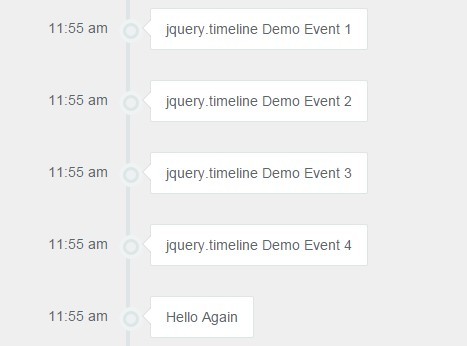 11:55 am jquery.timeline Demo Event 1
11:55 am jquery.timeline Demo Event 2
11:55 am jquery.timeline Demo Event 3
11:55 am jquery.timeline Demo Event 4
11:55 am Hello Again